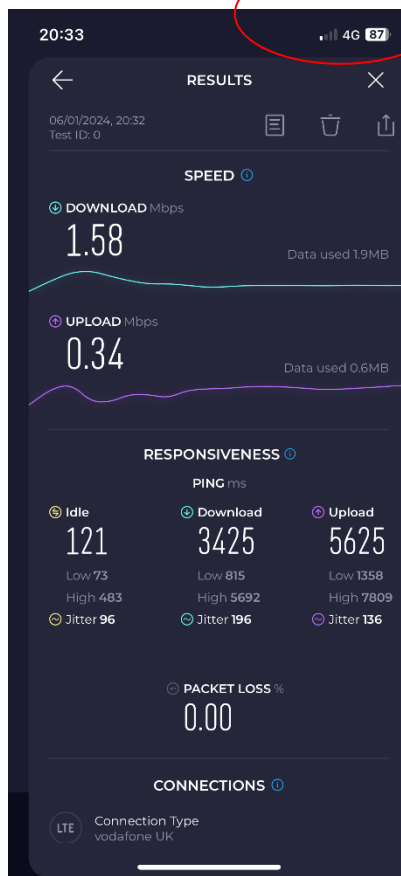 20:33 4G 87
RESULTS
06/01/2024, 20:32
Test ID: 0
SPEED
DOWNLOAD Mbps
1.58
Data used 1.9MB
UPLOAD Mbps
0.34
Data used 0.6MB
RESPONSIVENESS
PING ms
Idle Download Upload
121 3425 5625
Low 73 Low 815 Low 1358
High 483 High 5692 High 7809
Jitter 96 Jitter 196 Jitter 136
PACKET LOSS %
0.00
CONNECTIONS
LTE Connection Type
vodafone UK